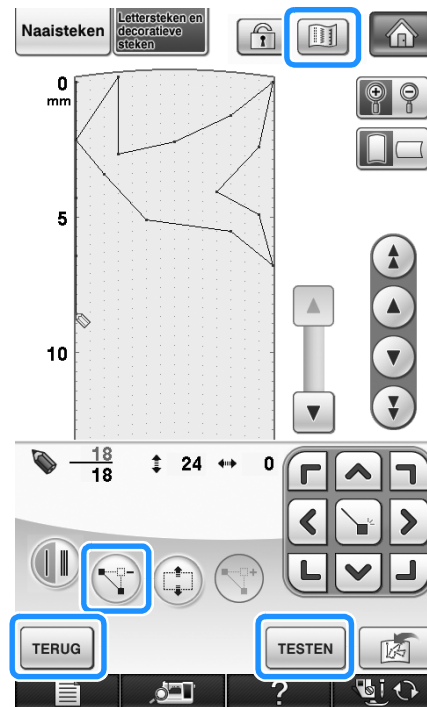 Naaisteken
Lettersteken en
decoratieve
steken
0
mm
5
10
18
18
24
0
TERUG
TESTEN
?